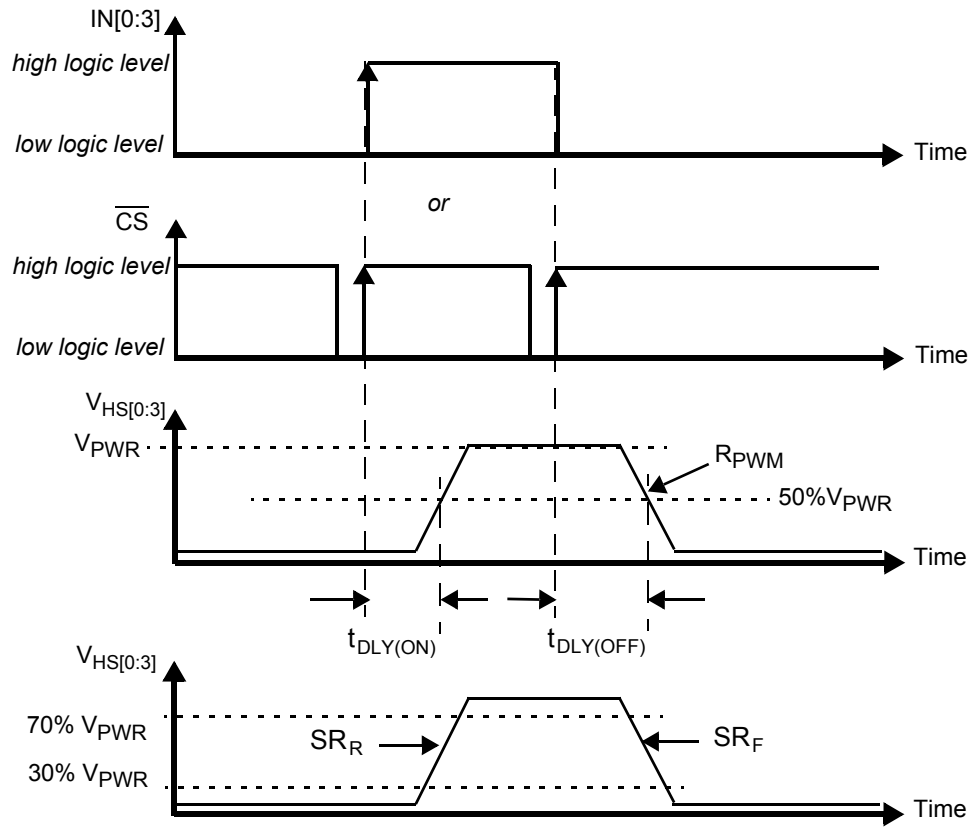 IN[0:3]
high logic level
low logic level
Time
or
CS
high logic level
low logic level
Time
VHS[0:3]
VPWR
RPWM
50%VPWR
Time
tDLY(ON)
tDLY(OFF)
VHS[0:3]
70% VPWR
SRR
SRF
30% VPWR
Time